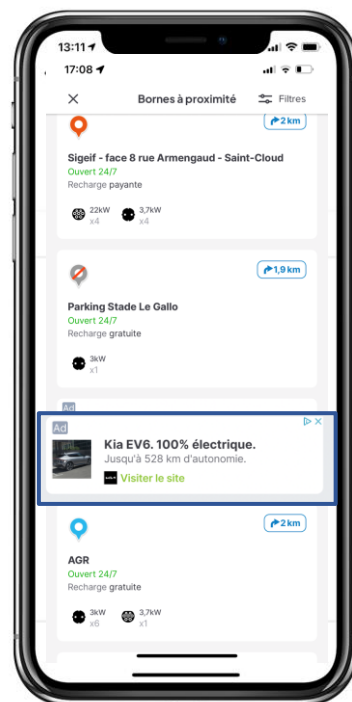 13:11
17:08
Bornes à proximité
Filtres
2 km
Sigeif - face 8 rue Armengaud - Saint-Cloud
Ouvert 24/7
Recharge payante
22kW
x4
3,7kW
x4
1,9 km
Parking Stade Le Gallo
Ouvert 24/7
Recharge gratuite
3kW
x1
Ad
Ad
Kia EV6. 100% électrique.
Jusqu'à 528 km d'autonomie.
Visiter le site
2 km
AGR
Ouvert 24/7
Recharge gratuite
3kW
x6
3,7kW
x1